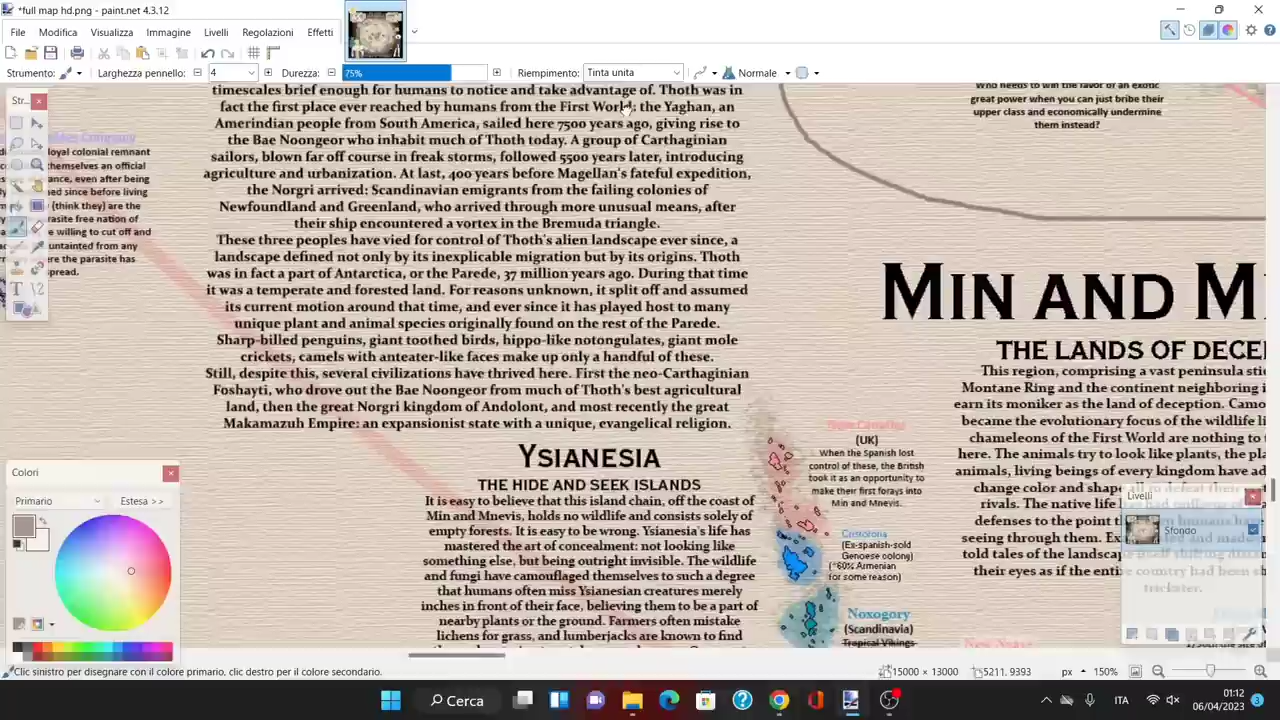 *full map hd.png - paint.net 4.3.12
File Modifica Visualizza Immagine Livelli Regolazioni Effetti
Strumento: Larghezza pennello: 4 Durezza: 75% Riempimento: Tinta unita Normale
timescales brief enough for humans to notice and take advantage of. Thoth was in
fact the first place ever reached by humans from the First World: the Yaghan, an
Amerindian people from South America, sailed here 7500 years ago, giving rise to
the Bae Noongeor who inhabit much of Thoth today. A group of Carthaginian
sailors, blown far off course in freak storms, followed 5500 years later, introducing
agriculture and urbanization. At last, 400 years before Magellan's fateful expedition,
the Norgri arrived: Scandinavian emigrants from the failing colonies of
Newfoundland and Greenland, who arrived through more unusual means, after
their ship encountered a vortex in the Bremuda triangle.
These three peoples have vied for control of Thoth's alien landscape ever since, a
landscape defined not only by its inexplicable migration but by its origins. Thoth
was in fact a part of Antarctica, or the Parede, 37 million years ago. During that time
it was a temperate and forested land. For reasons unknown, it split off and assumed
its current motion around that time, and ever since it has played host to many
unique plant and animal species originally found on the rest of the Parede.
Sharp-billed penguins, giant toothed birds, hippo-like notongulates, giant mole
crickets, camels with anteater-like faces make up only a handful of these.
Still, despite this, several civilizations have thrived here. First the neo-Carthaginian
Foshayti, who drove out the Bae Noongeor from much of Thoth's best agricultural
land, then the great Norgri kingdom of Andolont, and most recently the great
Makamazuh Empire: an expansionist state with a unique, evangelical religion.
Ysianesia
THE HIDE AND SEEK ISLANDS
It is easy to believe that this island chain, off the coast of
Min and Mnevis, holds no wildlife and consists solely of
empty forests. It is easy to be wrong. Ysianesia's life has
mastered the art of concealment: not looking like
something else, but being outright invisible. The wildlife
and fungi have camouflaged themselves to such a degree
that humans often miss Ysianesian creatures merely
inches in front of their face, believing them to be a part of
nearby plants or the ground. Farmers often mistake
lichens for grass, and lumberjacks are known to find
Str...
Company
loyal colonial remnant
themselves an official
ance, even after being
ned since before living
(think they) are the
rasite free nation of
e willing to cut off and
untainted from any
ere the parasite has
spread.
Who needs to win the favor of an exotic
great power when you can just bribe their
upper class and economically undermine
them instead?
Min and M
THE LANDS OF DECE
This region, comprising a vast peninsula sti
Montane Ring and the continent neighboring i
earn its moniker as the land of deception. Camo
became the evolutionary focus of the wildlife li
chameleons of the First World are nothing to
here. The animals try to look like plants, the pla
animals, living beings of every kingdom have ad
change color and shape all to defeat their
rivals. The native life has
defenses to the point humans have
seeing through them. Ex and made
told tales of the landscape itself shifting
their eyes as if the entire country had been
trickster.
(UK)
When the Spanish lost
control of these, the British
took it as an opportunity to
make their first forays into
Min and Mnevis.
(Ex-spanish-sold
Genoese colony)
(~60% Armenian
for some reason)
Noxogory
(Scandinavia)
Tropical Vikings
Colori
Primario
Estesa >>
Livelli
Sfondo
Clic sinistro per disegnare con il colore primario, clic destro per il colore secondario.
15000 × 13000
5211, 9393
px
150%
Cerca
ITA
01:12
06/04/2023